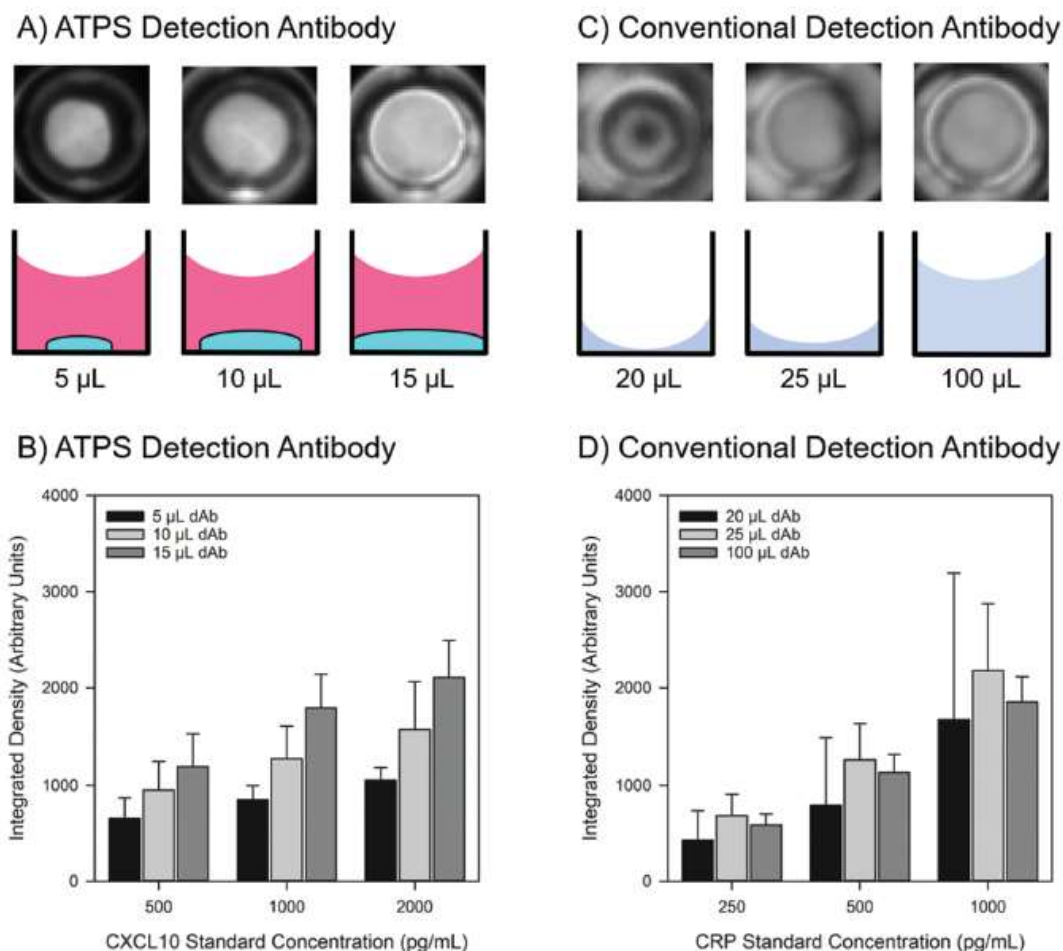 A) ATPS Detection Antibody
5 µL
10 µL
15 µL
C) Conventional Detection Antibody
20 µL
25 µL
100 µL
B) ATPS Detection Antibody
Integrated Density (Arbitrary Units)
4000
3000
2000
1000
0
5 µL dAb
10 µL dAb
15 µL dAb
500
1000
2000
CXCL10 Standard Concentration (pg/mL)
D) Conventional Detection Antibody
Integrated Density (Arbitrary Units)
4000
3000
2000
1000
0
20 µL dAb
25 µL dAb
100 µL dAb
250
500
1000
CRP Standard Concentration (pg/mL)